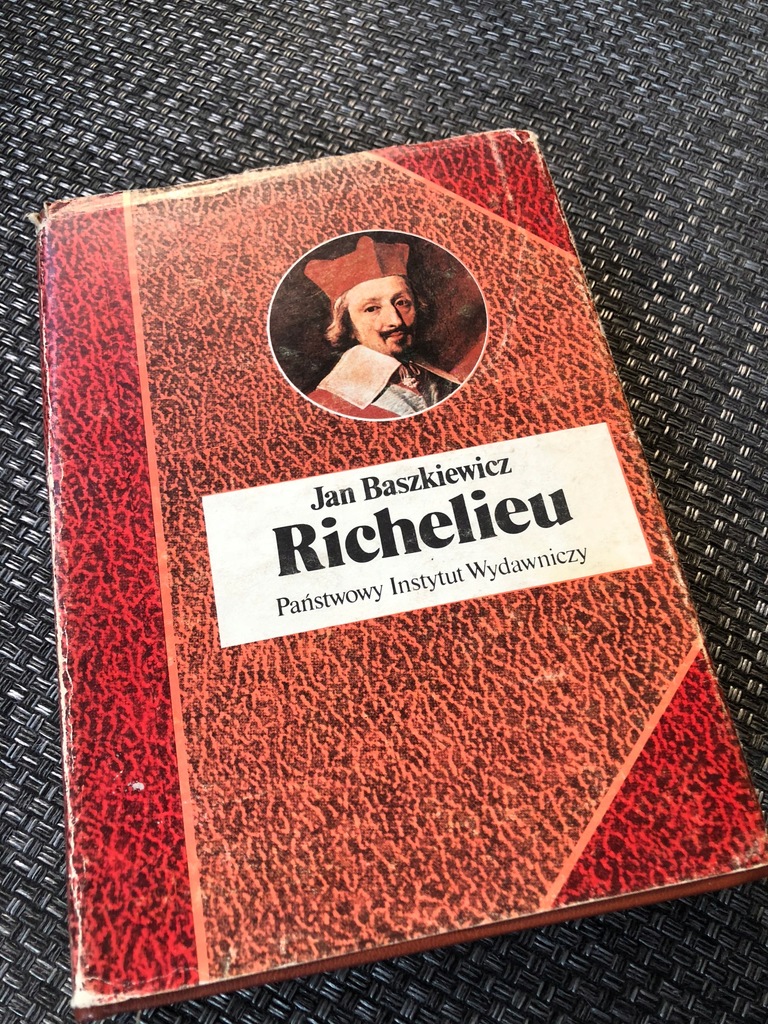 Jan Baszkiewicz
Richelieu
Państwowy Instytut Wydawniczy